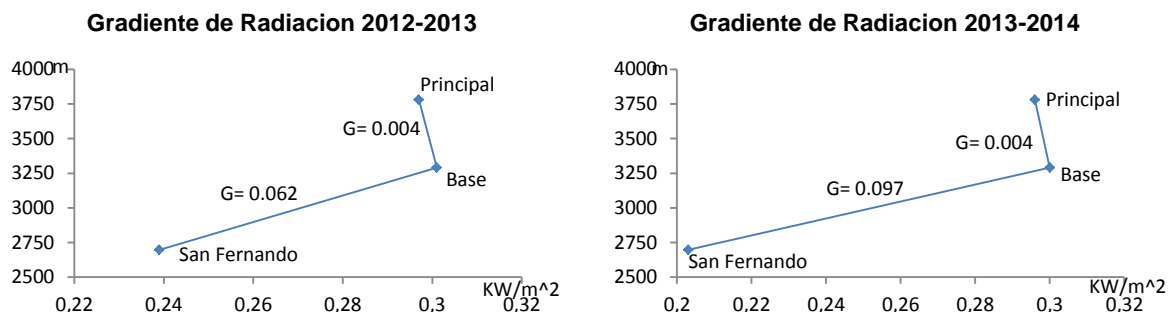 Gradiente de Radiacion 2012-2013
4000 m
3750
3500
3250
3000
2750
2500
Principal
G= 0.004
Base
G= 0.062
San Fernando
KW/m^2
0,22 0,24 0,26 0,28 0,3 0,32
Gradiente de Radiacion 2013-2014
4000 m
3750
3500
3250
3000
2750
2500
Principal
G= 0.004
Base
G= 0.097
San Fernando
KW/m^2
0,2 0,22 0,24 0,26 0,28 0,3 0,32